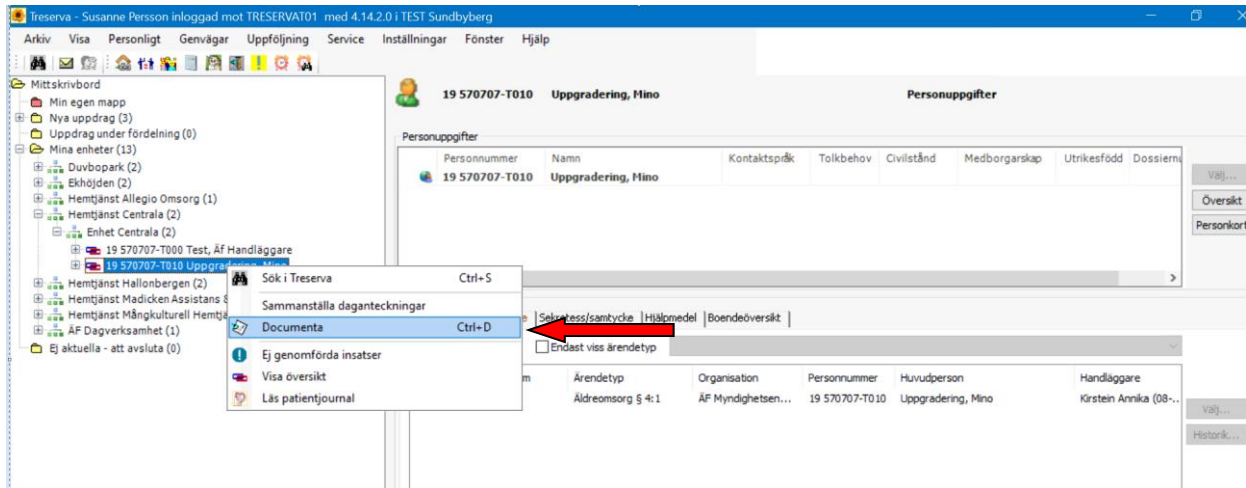 Treserva - Susanne Persson inloggad mot TRESERVAT01 med 4.14.2.0 i TEST Sundbyberg
Arkiv Visa Personligt Genvägar Uppföljning Service Inställningar Fönster Hjälp
Mittskrivbord
Min egen mapp
Nya uppdrag (3)
Uppdrag under fördelning (0)
Mina enheter (13)
Duvbopark (2)
Ekhöjden (2)
Hemtjänst Allegio Omsorg (1)
Hemtjänst Centrala (2)
Enhet Centrala (2)
19 570707-T000 Test, Äf Handläggare
19 570707-T010 Uppgradering, Mino
Hemtjänst Hallonbergen (2)
Hemtjänst Madicken Assistans &
Hemtjänst Mångkulturell Hemtjä
ÄF Dagverksamhet (1)
Ej aktuella - att avsluta (0)
Sök i Treserva Ctrl+S
Sammanställa daganteckningar
Documenta Ctrl+D
Ej genomförda insatser
Visa översikt
Läs patientjournal
19 570707-T010 Uppgradering, Mino Personuppgifter
Personuppgifter
Personnummer Namn Kontaktspråk Tolkbehov Civilstånd Medborgarskap Utrikesfödd Dossiernu
19 570707-T010 Uppgradering, Mino
Välj...
Översikt
Personkort
Sekretess/samtycke Hjälpmedel Boendeöversikt
Endast viss ärendetyp
Ärendetyp Organisation Personnummer Huvudperson Handläggare
Äldreomsorg § 4:1 ÄF Myndighetsen... 19 570707-T010 Uppgradering, Mino Kirstein Annika (08-..
Välj...
Historik...